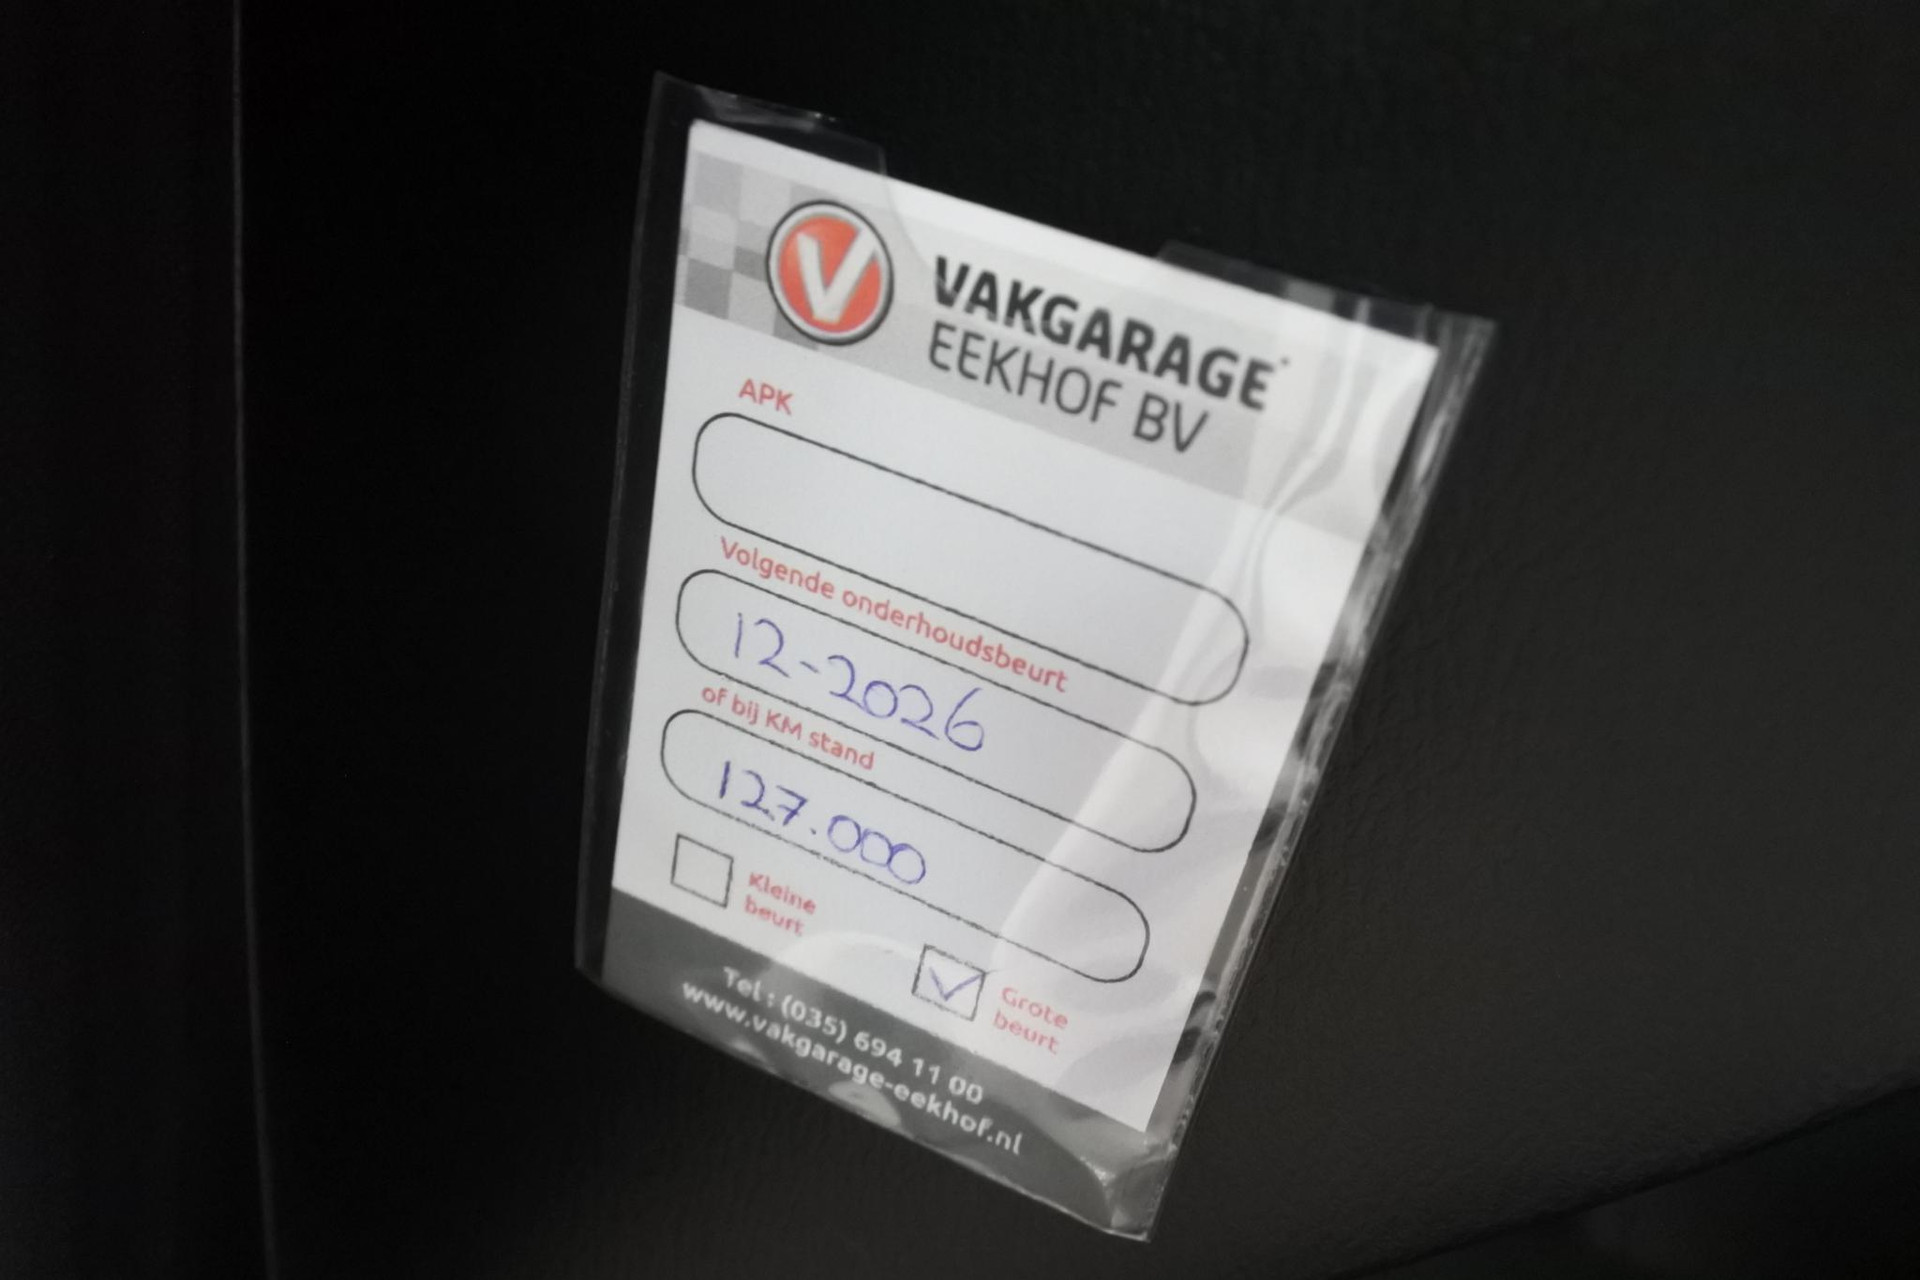 V
VAKGARAGE
EEKHOF BV
APK
Volgende onderhoudsbeurt
12-2026
of bij KM stand
127.000
Kleine
beurt
Grote
beurt
Tel : (035) 694 11 00
www.vakgarage-eekhof.nl